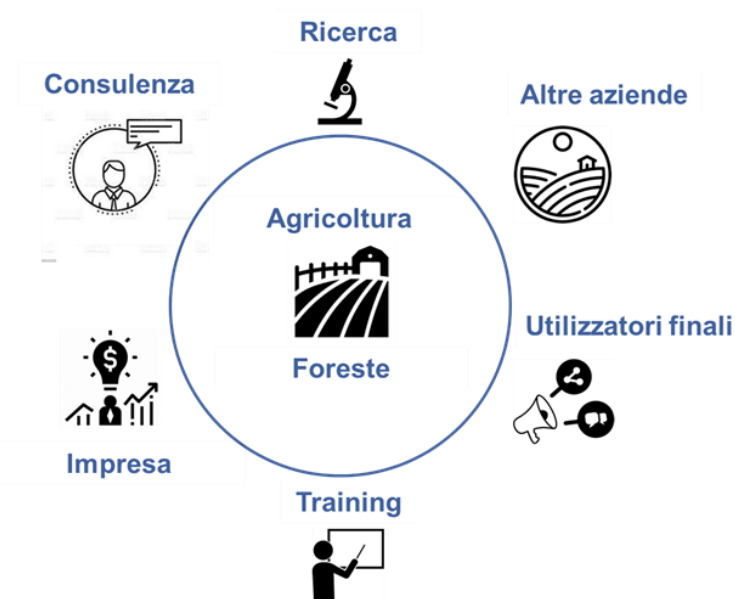 Ricerca
Consulenza
Altre aziende
Agricoltura
Foreste
Utilizzatori finali
Impresa
Training